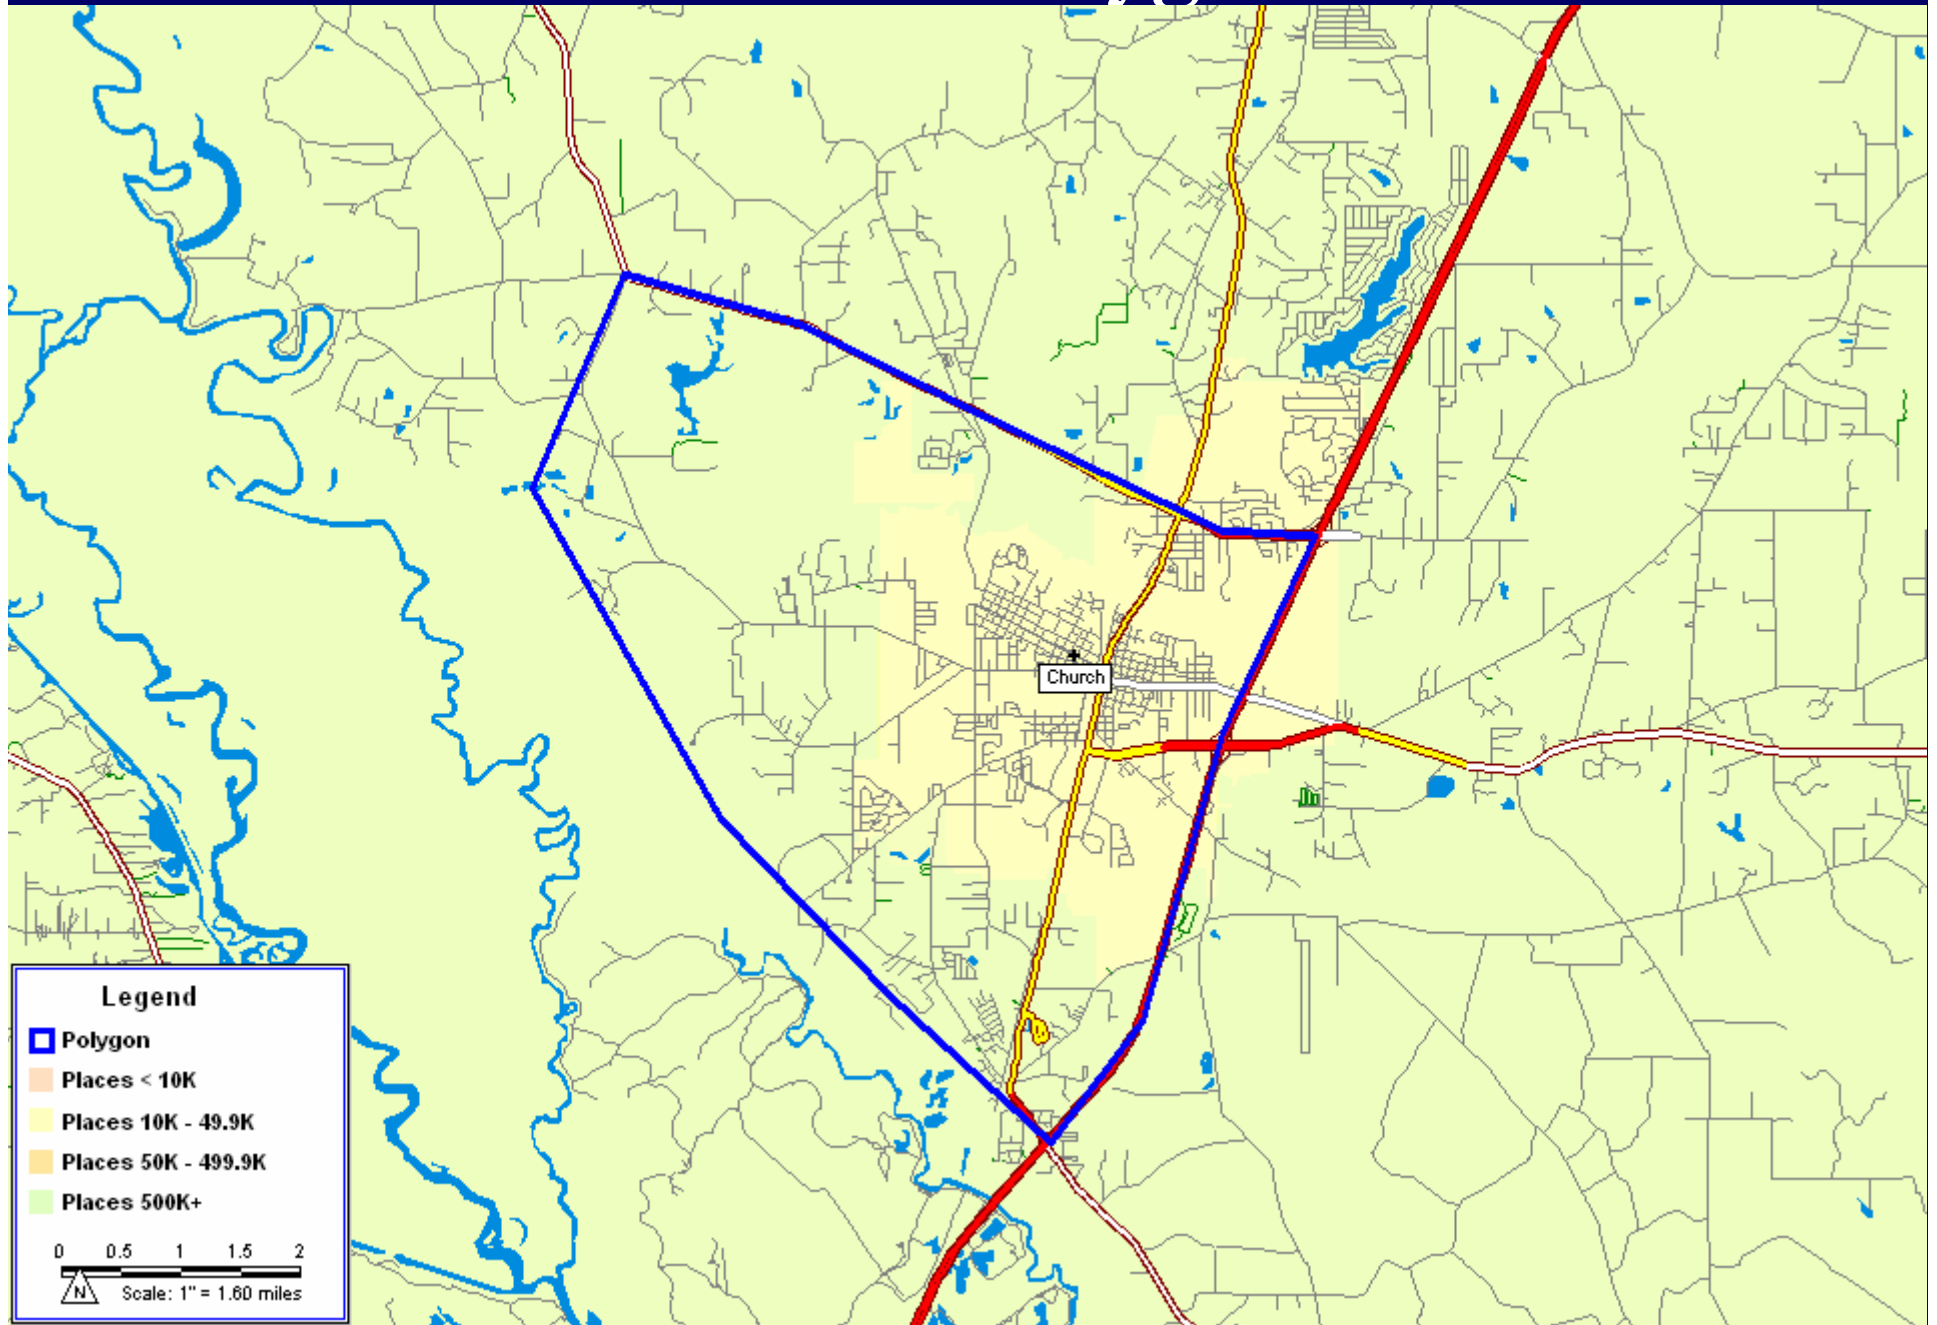 Church
Legend
Polygon
Places < 10K
Places 10K - 49.9K
Places 50K - 499.9K
Places 500K+
0 0.5 1 1.5 2
N
Scale: 1" = 1.60 miles